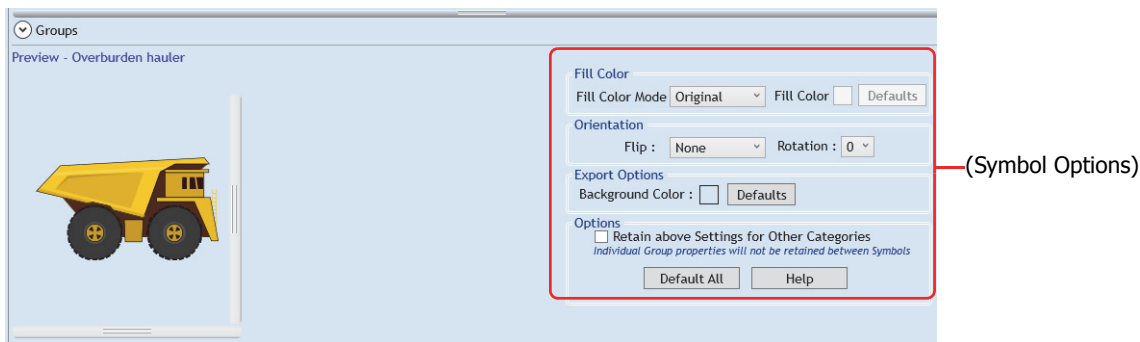 Groups
Preview - Overburden hauler
Fill Color
Fill Color Mode Original Fill Color Defaults
Orientation
Flip : None Rotation : 0
Export Options
Background Color : Defaults
Options
Retain above Settings for Other Categories
Individual Group properties will not be retained between Symbols
Default All Help
(Symbol Options)